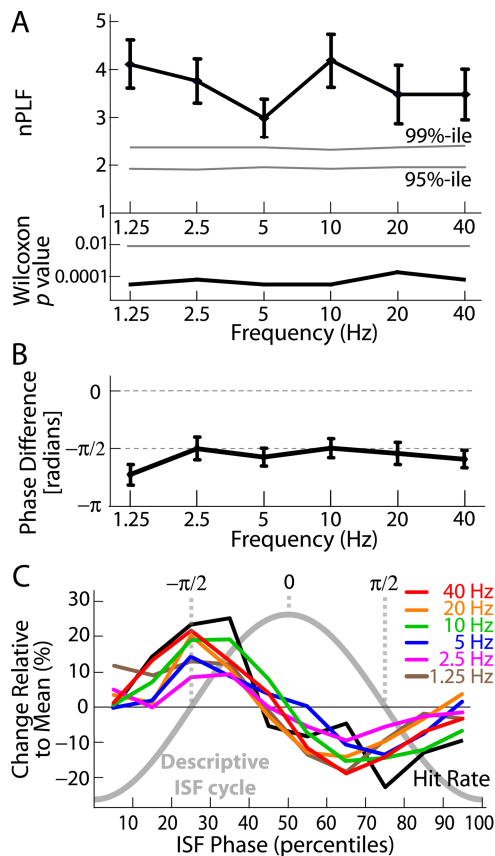 A
nPLF
5
4
3
2
1
99%-ile
95%-ile
1.25 2.5 5 10 20 40
Wilcoxon
p value
0.01
0.0001
1.25 2.5 5 10 20 40
Frequency (Hz)
B
Phase Difference
[radians]
0
−π/2
−π
1.25 2.5 5 10 20 40
Frequency (Hz)
C
−π/2 0 π/2
Change Relative
to Mean (%)
30
20
10
0
−10
−20
40 Hz
20 Hz
10 Hz
5 Hz
2.5 Hz
1.25 Hz
Descriptive
ISF cycle
Hit Rate
10 20 30 40 50 60 70 80 90 100
ISF Phase (percentiles)